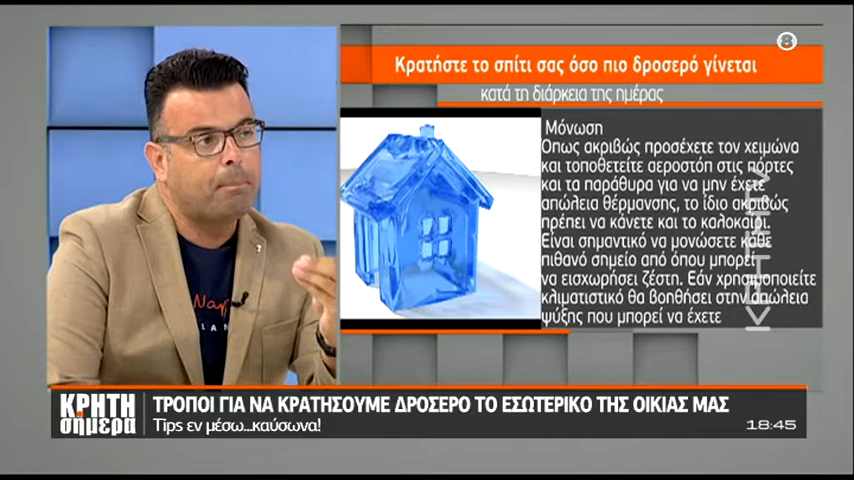 8
Κρατήστε το σπίτι σας όσο πιο δροσερό γίνεται
κατά τη διάρκεια της ημέρας
Μόνωση
Οπως ακριβώς προσέχετε τον χειμώνα
και τοποθετείτε αεροστόπ στις πόρτες
και τα παράθυρα για να μην έχετε
απώλεια θέρμανσης, το ίδιο ακριβώς
πρέπει να κάνετε και το καλοκαίρι.
Είναι σημαντικό να μονώσετε κάθε
πιθανό σημείο από όπου μπορεί
να εισχωρήσει ζέστη. Εάν χρησιμοποιείτε
κλιματιστικό θα βοηθήσει στην απώλεια
ψύξης που μπορεί να έχετε
ΚΡΗΤΗ TV
ΚΡΗΤΗ
σήμερα
ΤΡΟΠΟΙ ΓΙΑ ΝΑ ΚΡΑΤΗΣΟΥΜΕ ΔΡΟΣΕΡΟ ΤΟ ΕΣΩΤΕΡΙΚΟ ΤΗΣ ΟΙΚΙΑΣ ΜΑΣ
Tips εν μέσω...καύσωνα!
18:45